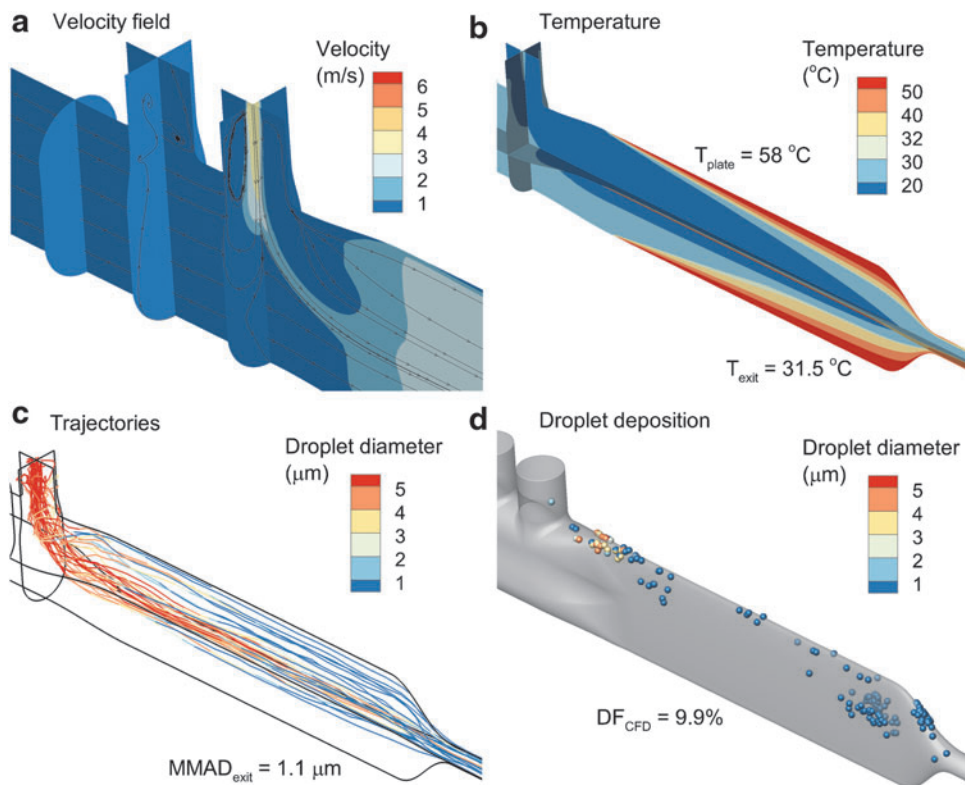 a Velocity field
Velocity
(m/s)
6
5
4
3
2
1
b Temperature
Temperature
(°C)
50
40
32
30
20
T_plate = 58 °C
T_exit = 31.5 °C
c Trajectories
Droplet diameter
(μm)
5
4
3
2
1
MMAD_exit = 1.1 μm
d Droplet deposition
Droplet diameter
(μm)
5
4
3
2
1
DF_CFD = 9.9%